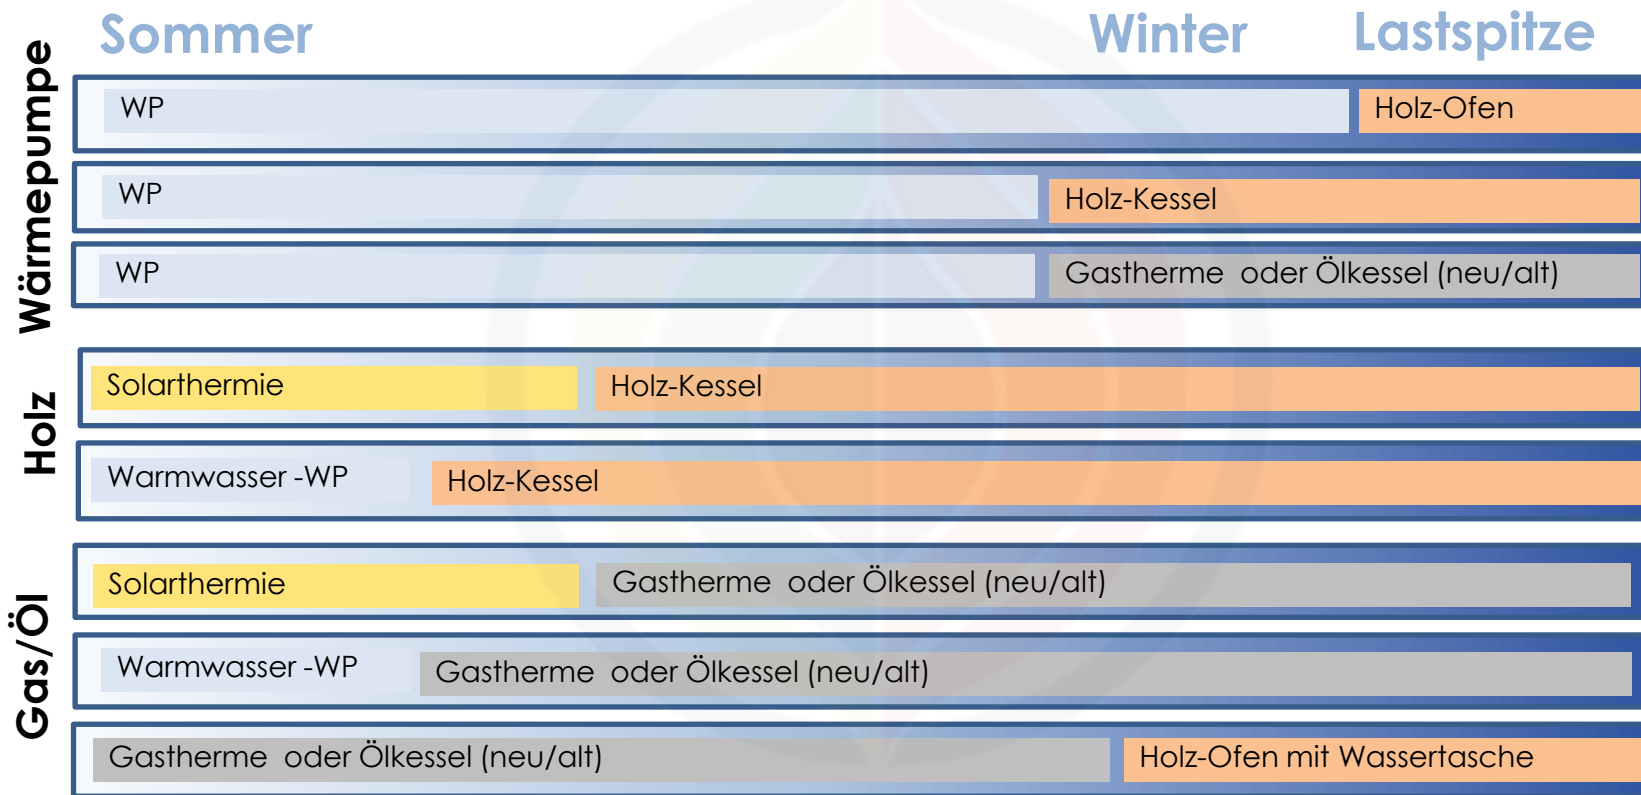 Sommer Winter Lastspitze
Wärmepumpe
WP Holz-Ofen
WP Holz-Kessel
WP Gastherme oder Ölkessel (neu/alt)
Holz
Solarthermie Holz-Kessel
Warmwasser -WP Holz-Kessel
Gas/Öl
Solarthermie Gastherme oder Ölkessel (neu/alt)
Warmwasser -WP Gastherme oder Ölkessel (neu/alt)
Gastherme oder Ölkessel (neu/alt) Holz-Ofen mit Wassertasche